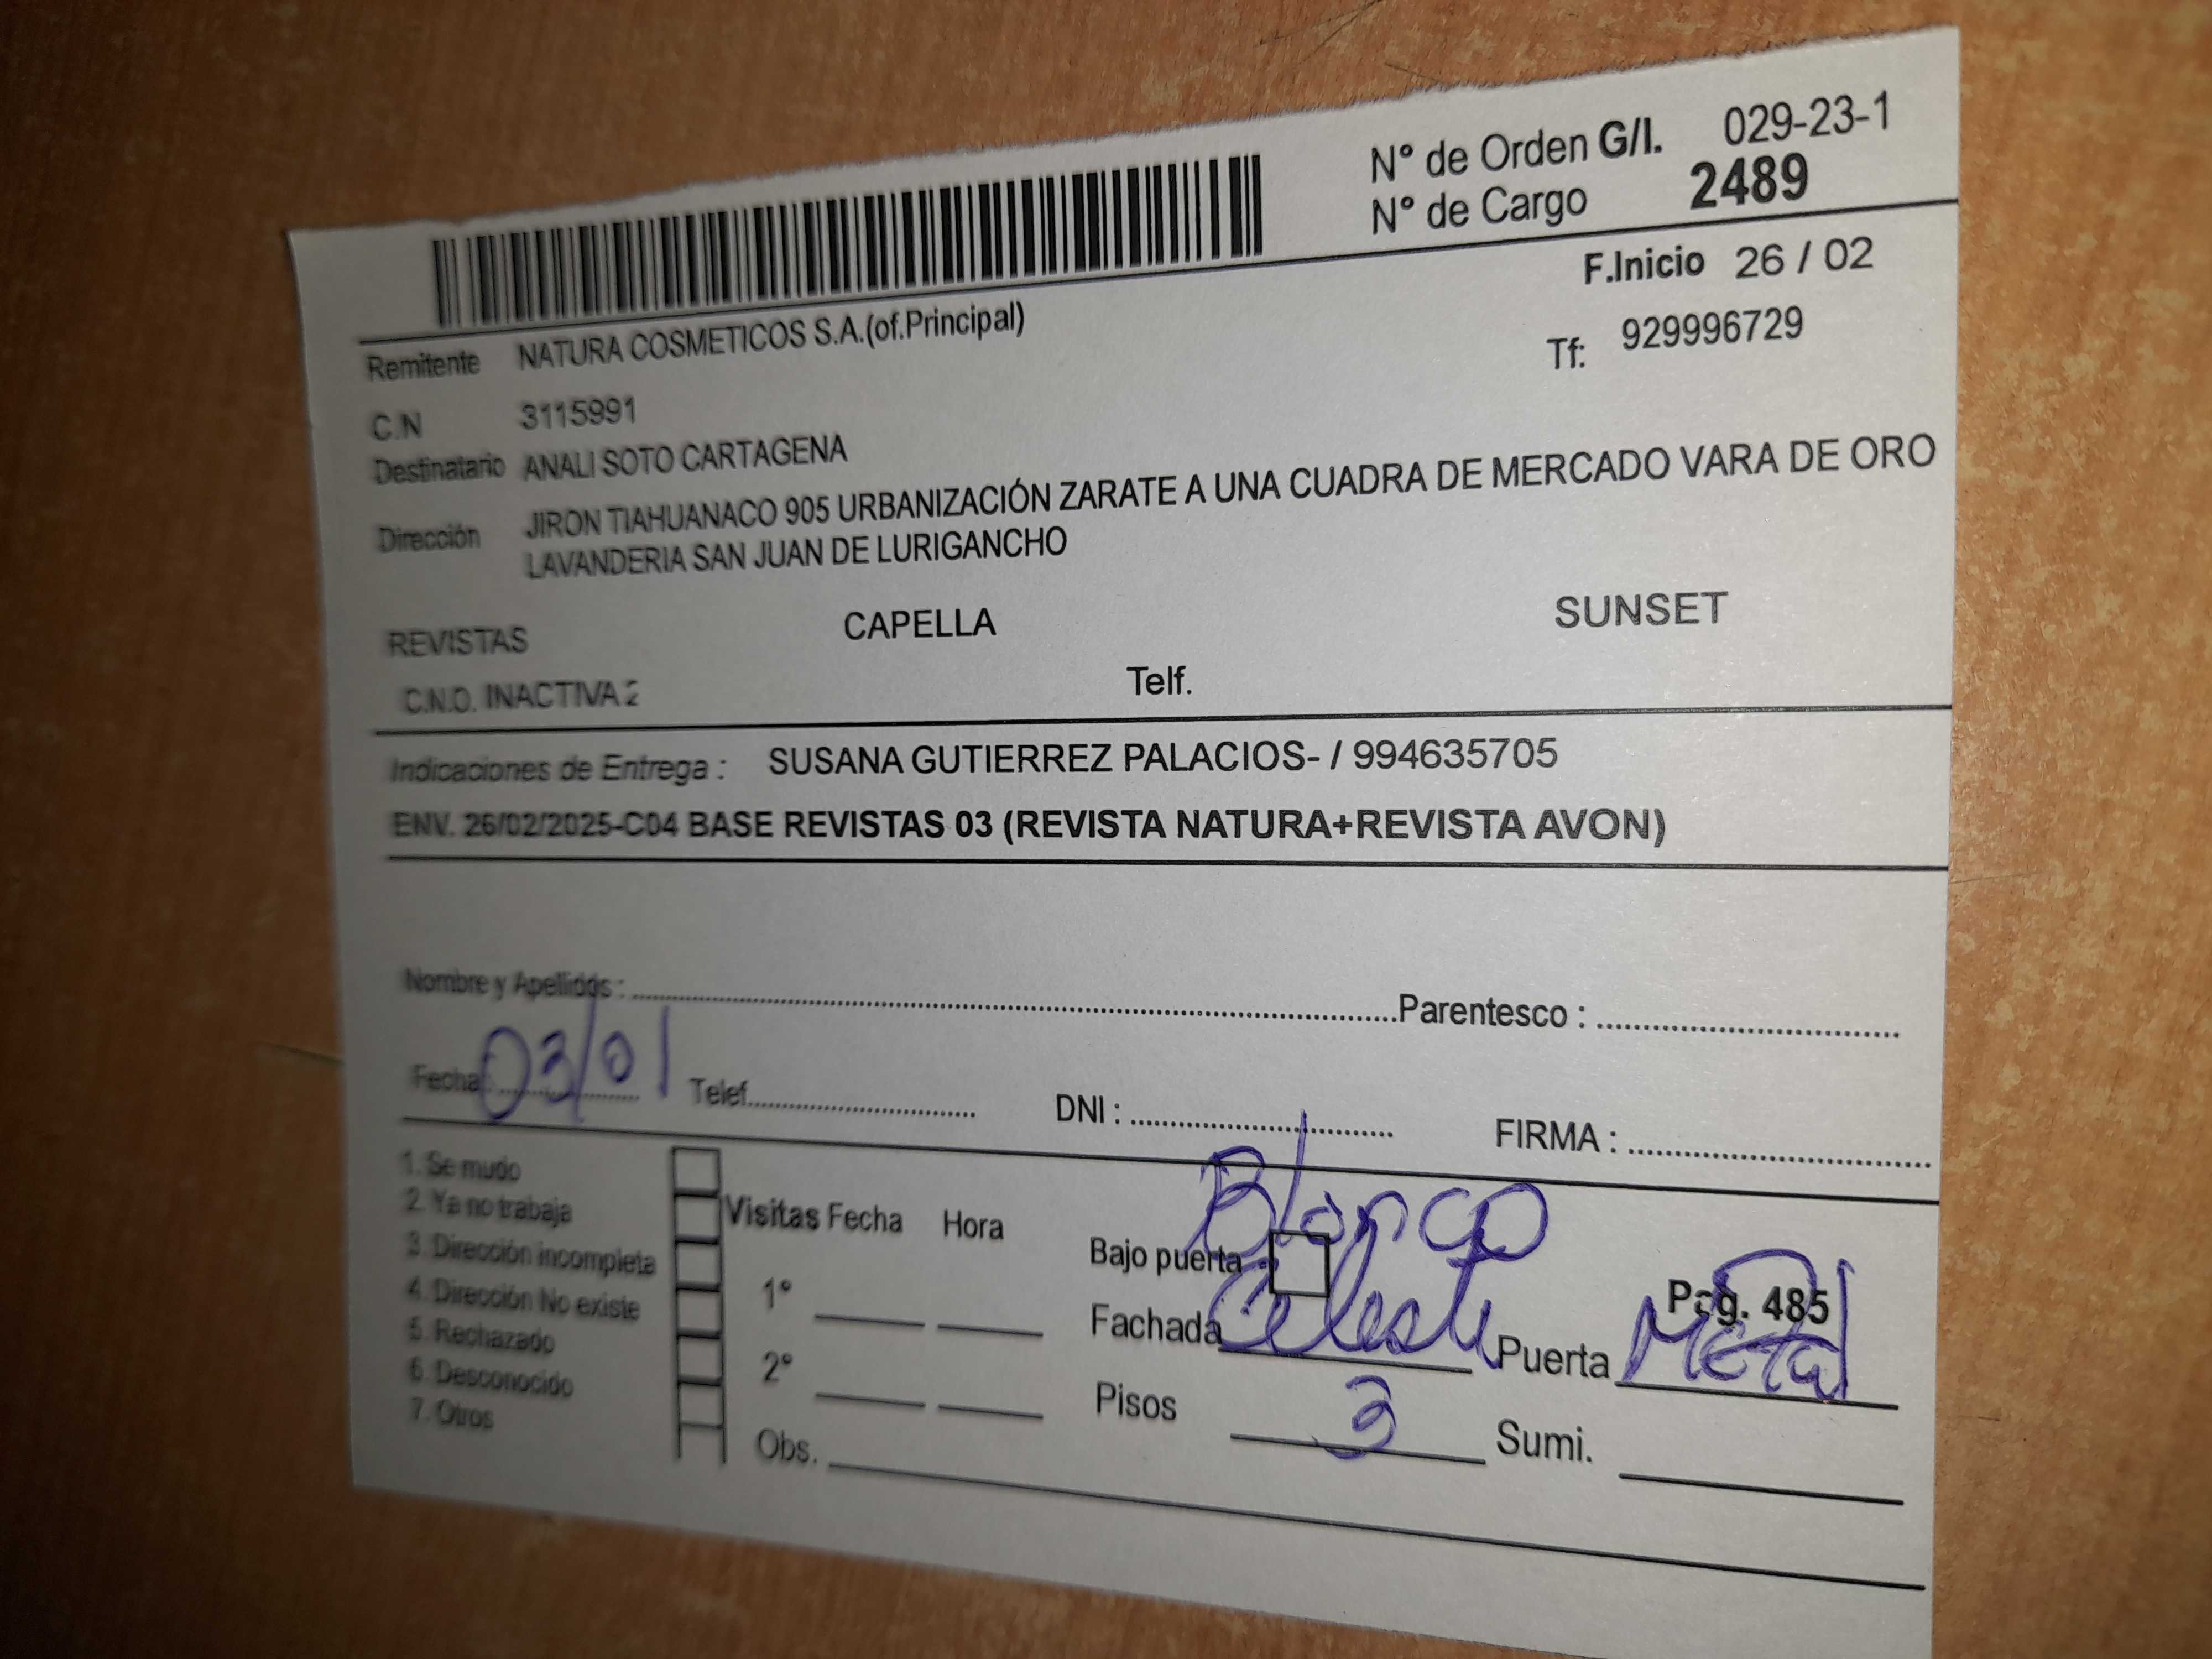 N° de Orden G/I. 029-23-1
N° de Cargo 2489
F.Inicio 26 / 02
Remitente NATURA COSMETICOS S.A.(of.Principal)
Tf: 929996729
C.N 3115991
Destinatario ANALI SOTO CARTAGENA
Dirección JIRON TIAHUANACO 905 URBANIZACIÓN ZARATE A UNA CUADRA DE MERCADO VARA DE ORO
LAVANDERIA SAN JUAN DE LURIGANCHO
REVISTAS CAPELLA SUNSET
C.N.O. INACTIVA 2 Telf.
Indicaciones de Entrega : SUSANA GUTIERREZ PALACIOS- / 994635705
ENV. 26/02/2025-C04 BASE REVISTAS 03 (REVISTA NATURA+REVISTA AVON)
Nombre y Apellidos : Parentesco :
Fecha : 03/01 Telef. DNI : FIRMA :
1. Se mudo
2. Ya no trabaja
3. Dirección incompleta
4. Dirección No existe
5. Rechazado
6. Desconocido
7. Otros
Visitas Fecha Hora
1°
2°
Obs.
Blanco
Bajo puerta
Fachada Celeste
Pag. 485
Puerta Metal
Pisos 3 Sumi.